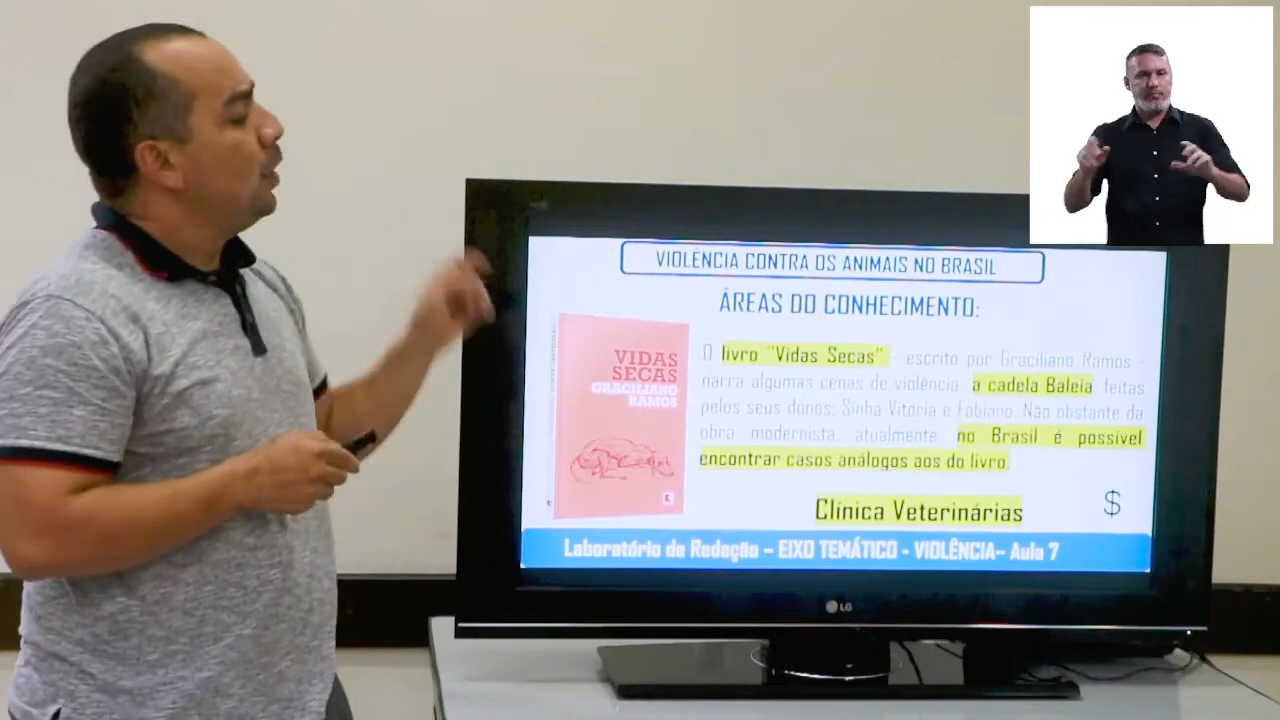 VIOLÊNCIA CONTRA OS ANIMAIS NO BRASIL
ÁREAS DO CONHECIMENTO:
VIDAS
SECAS
GRACILIANO
RAMOS
O livro "Vidas Secas" - escrito por Graciliano Ramos -
narra algumas cenas de violência a cadela Baleia feitas
pelos seus donos: Sinhá Vitória e Fabiano. Não obstante da
obra modernista, atualmente, no Brasil é possível
encontrar casos análogos aos do livro.
Clínica Veterinárias
$
Laboratório de Redação – EIXO TEMÁTICO - VIOLÊNCIA– Aula 7
LG